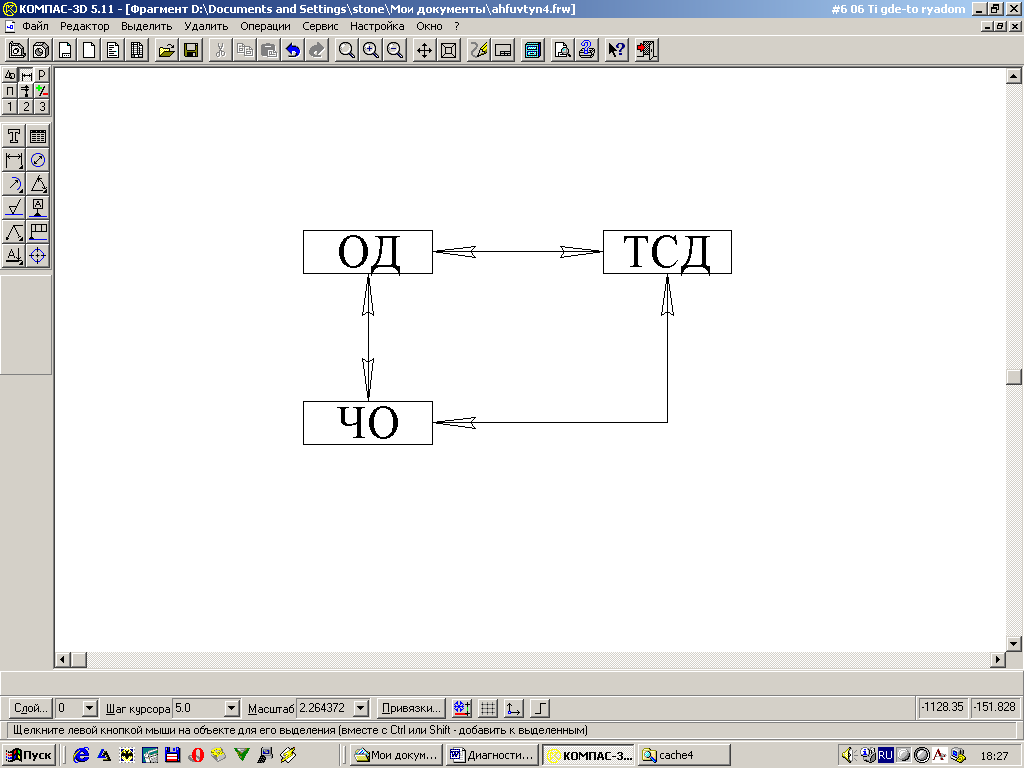 КОМПАС-3D 5.11 - [Фрагмент D:\Documents and Settings\stone\Мои документы\ahfuvtyn4.frw]
#6 06 Ti gde-to ryadom
Файл Редактор Выделить Удалить Операции Сервис Настройка Окно ?
P
П
1 2 3
ОД
ТСД
ЧО
Слой... 0 Шаг курсора 5.0 Масштаб 2.264372 Привязки... -1128.35 -151.828
Щелкните левой кнопкой мыши на объекте для его выделения (вместе с Ctrl или Shift - добавить к выделенным)
Пуск Мои докум... Диагности... КОМПАС-3... cache4 RU 18:27